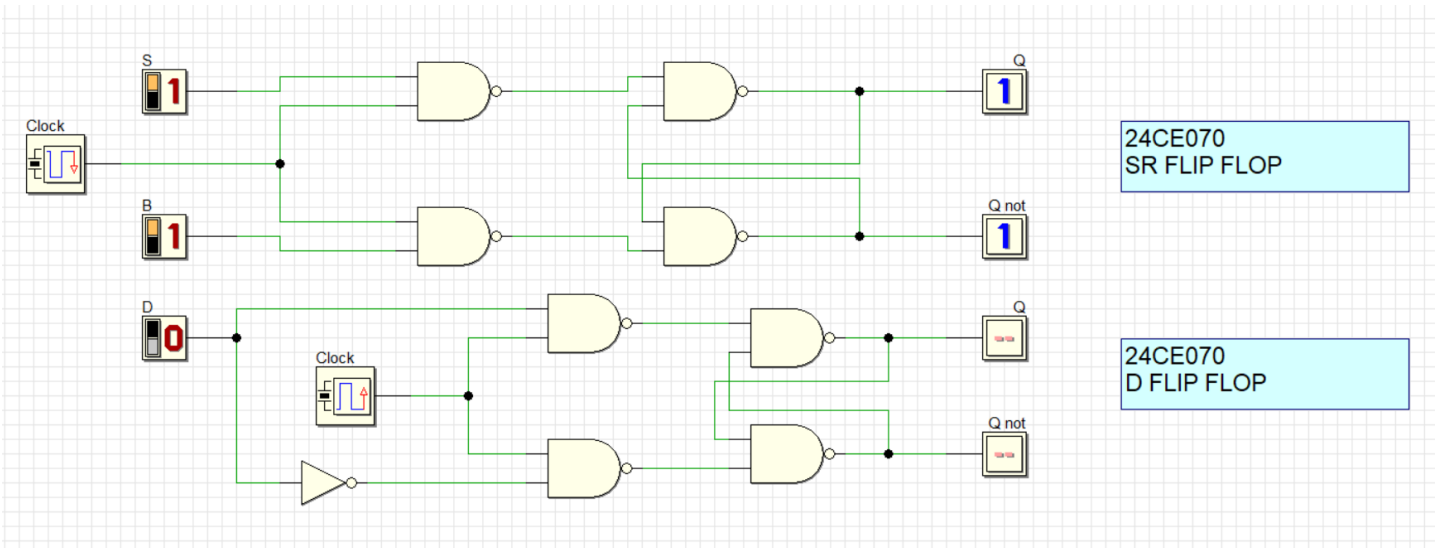 S
1
Q
1
Clock
24CE070
SR FLIP FLOP
B
1
Q not
1
D
0
Q
--
Clock
24CE070
D FLIP FLOP
Q not
--